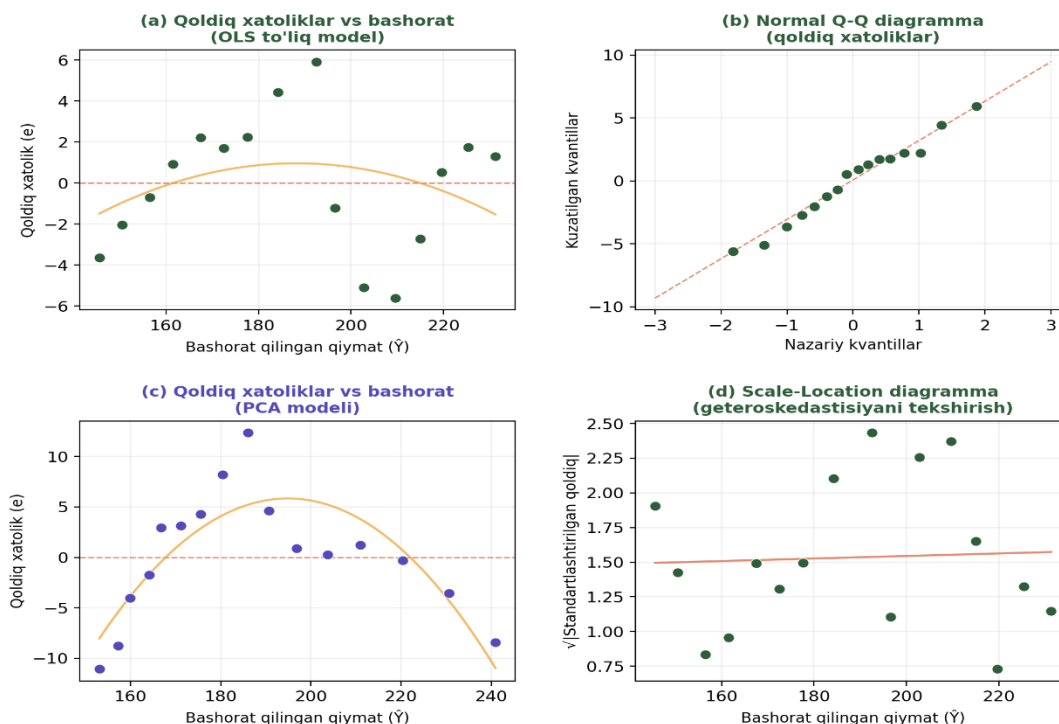 (a) Qoldiq xatoliklar vs bashorat
(OLS to'liq model)
6
4
2
0
−2
−4
−6
Qoldiq xatolik (e)
160
180
200
220
Bashorat qilingan qiymat (Ŷ)
(b) Normal Q-Q diagramma
(qoldiq xatoliklar)
10
5
0
−5
−10
Kuzatilgan kvantillar
−3
−2
−1
0
1
2
3
Nazariy kvantillar
(c) Qoldiq xatoliklar vs bashorat
(PCA modeli)
10
5
0
−5
−10
Qoldiq xatolik (e)
160
180
200
220
240
Bashorat qilingan qiymat (Ŷ)
(d) Scale-Location diagramma
(geteroskedastisiyani tekshirish)
2.50
2.25
2.00
1.75
1.50
1.25
1.00
0.75
√|Standartlashtirilgan qoldiq|
160
180
200
220
Bashorat qilingan qiymat (Ŷ)